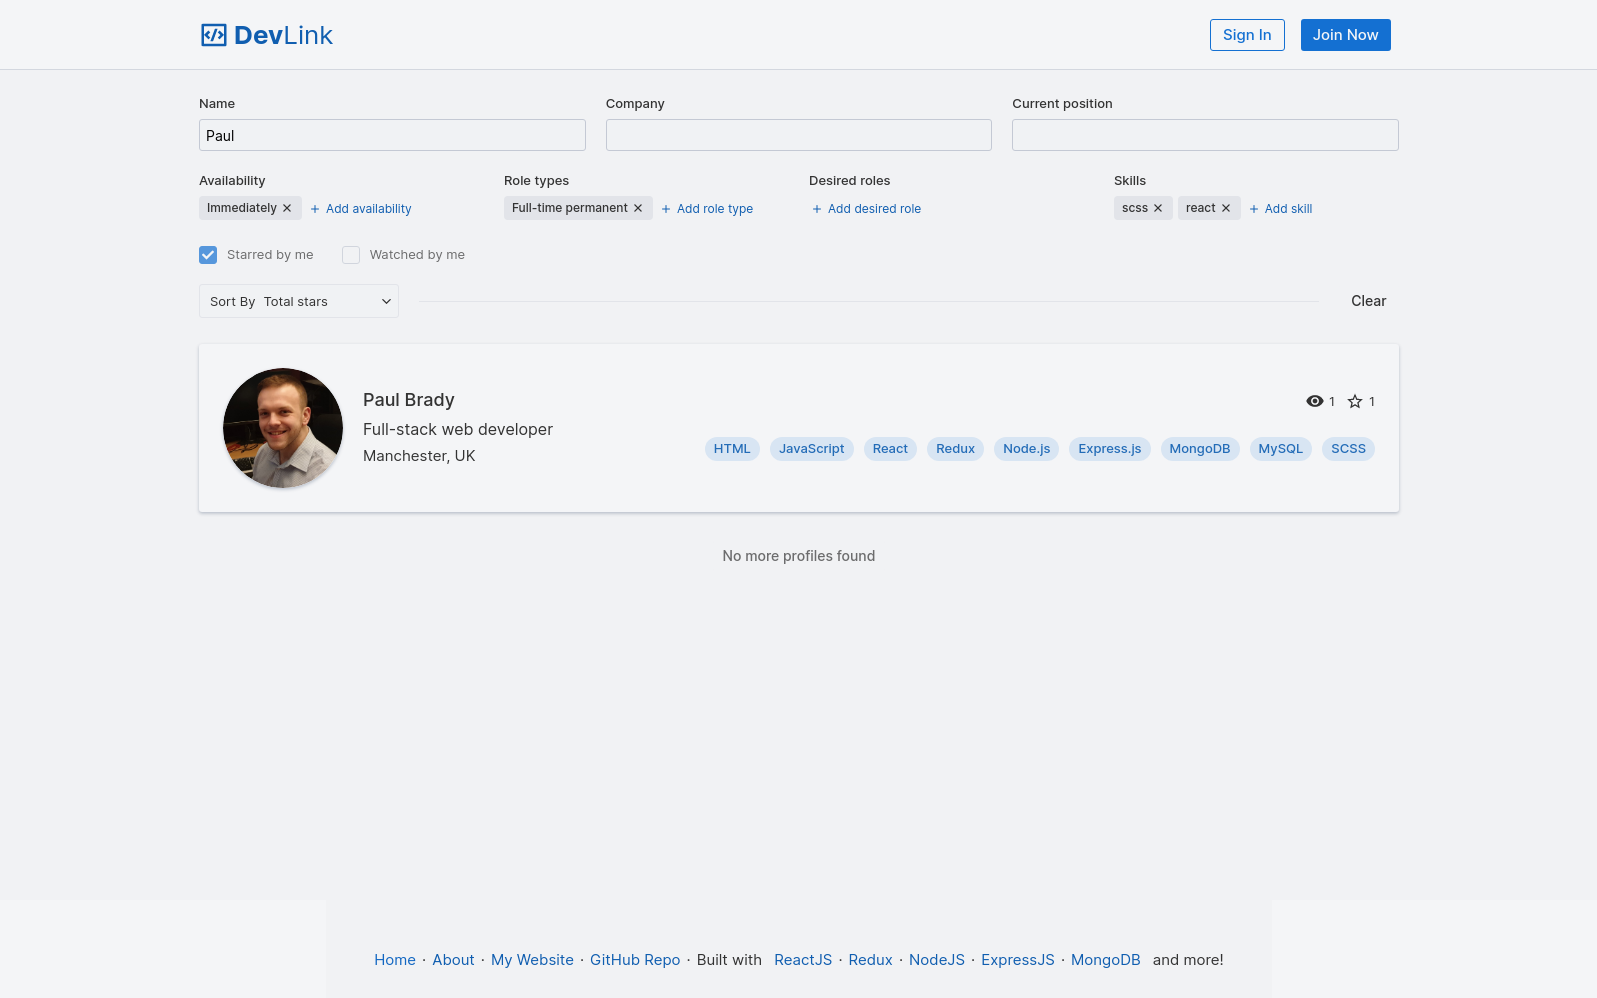 DevLink
Sign In
Join Now
Name
Company
Current position
Paul
Availability
Role types
Desired roles
Skills
Immediately × + Add availability
Full-time permanent × + Add role type
+ Add desired role
scss × react × + Add skill
Starred by me
Watched by me
Sort By Total stars
Clear
Paul Brady
1 1
Full-stack web developer
HTML JavaScript React Redux Node.js Express.js MongoDB MySQL SCSS
Manchester, UK
No more profiles found
Home · About · My Website · GitHub Repo · Built with ReactJS · Redux · NodeJS · ExpressJS · MongoDB and more!